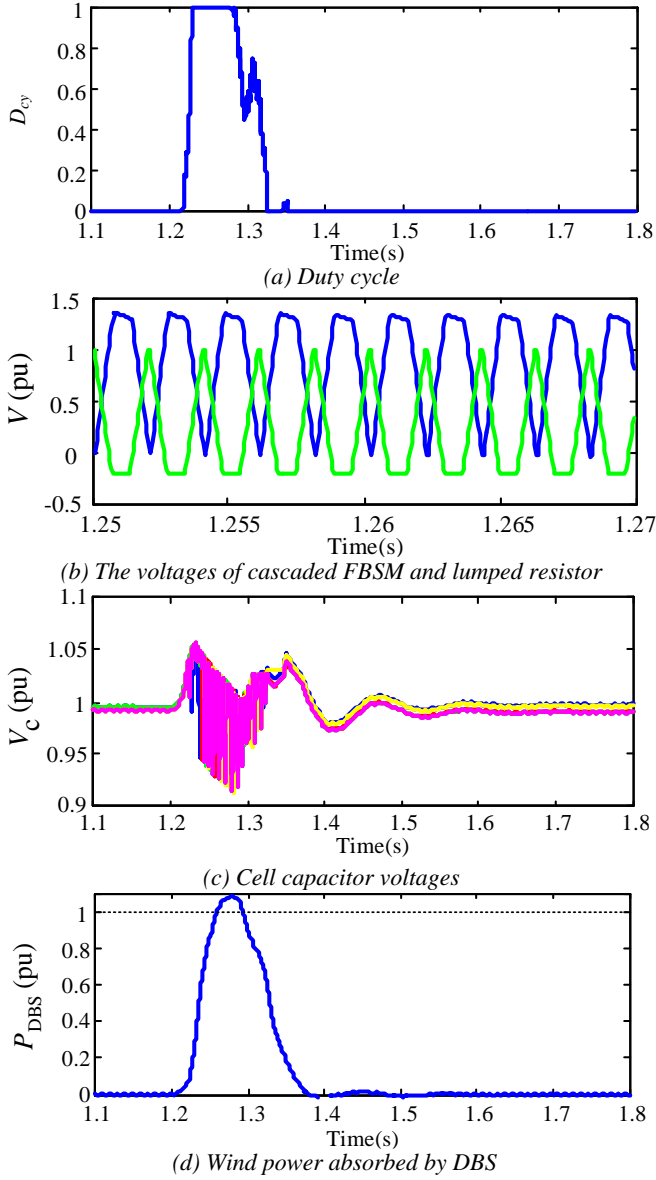 1
0.8
0.6
0.4
0.2
0
D_cy
1.1 1.2 1.3 1.4 1.5 1.6 1.7 1.8
Time(s)
(a) Duty cycle
1.5
1
0.5
0
-0.5
V (pu)
1.25 1.255 1.26 1.265 1.27
Time(s)
(b) The voltages of cascaded FBSM and lumped resistor
1.1
1.05
1
0.95
0.9
V_C (pu)
1.1 1.2 1.3 1.4 1.5 1.6 1.7 1.8
Time(s)
(c) Cell capacitor voltages
1
0.8
0.6
0.4
0.2
0
P_DBS (pu)
1.1 1.2 1.3 1.4 1.5 1.6 1.7 1.8
Time(s)
(d) Wind power absorbed by DBS